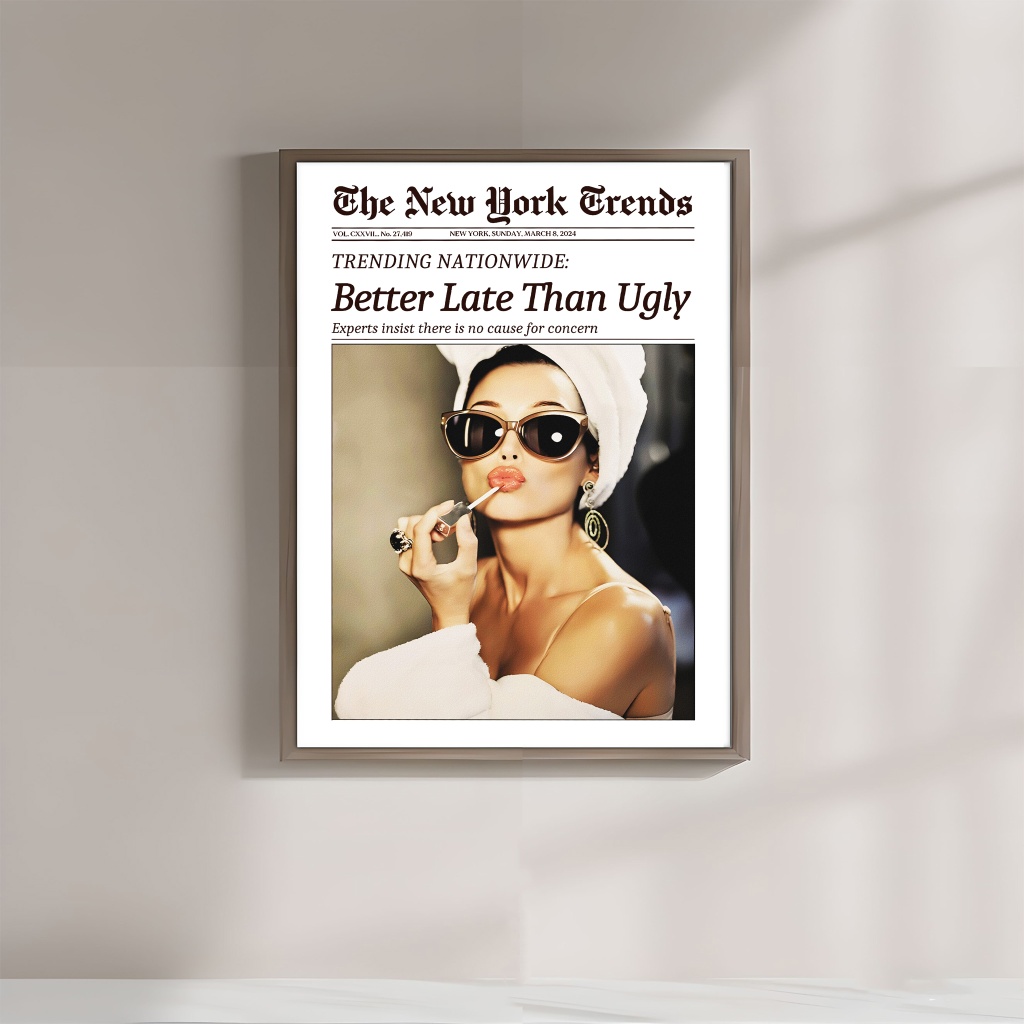 The New York Trends
VOL. CXXVII... No. 27,419 NEW YORK, SUNDAY, MARCH 8, 2024
TRENDING NATIONWIDE:
Better Late Than Ugly
Experts insist there is no cause for concern